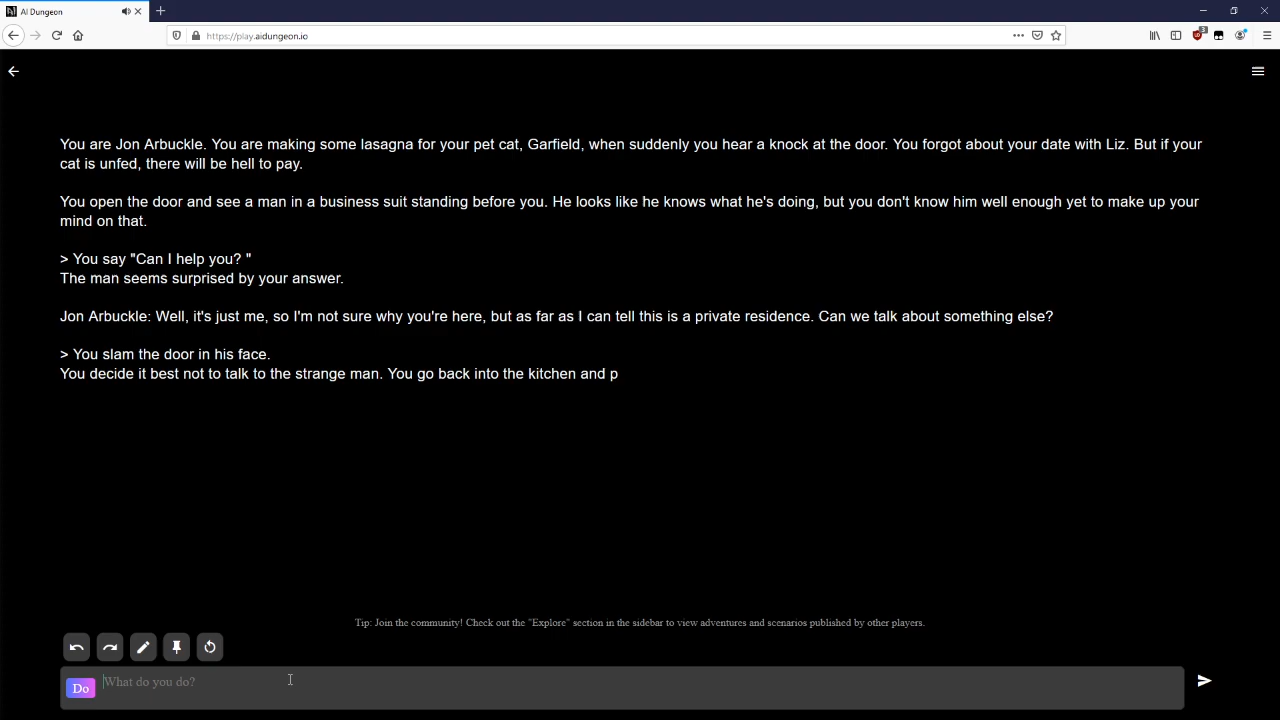 AI Dungeon
https://play.aidungeon.io
You are Jon Arbuckle. You are making some lasagna for your pet cat, Garfield, when suddenly you hear a knock at the door. You forgot about your date with Liz. But if your
cat is unfed, there will be hell to pay.
You open the door and see a man in a business suit standing before you. He looks like he knows what he's doing, but you don't know him well enough yet to make up your
mind on that.
> You say "Can I help you? "
The man seems surprised by your answer.
Jon Arbuckle: Well, it's just me, so I'm not sure why you're here, but as far as I can tell this is a private residence. Can we talk about something else?
> You slam the door in his face.
You decide it best not to talk to the strange man. You go back into the kitchen and p
Tip: Join the community! Check out the "Explore" section in the sidebar to view adventures and scenarios published by other players.
Do What do you do?